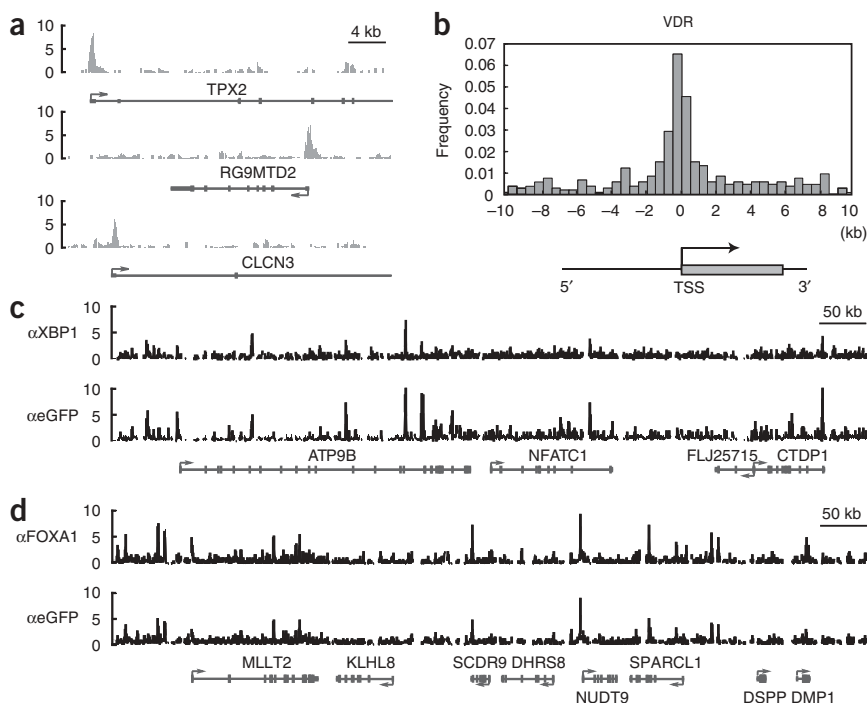 a
10
5
0
4 kb
TPX2
10
5
0
RG9MTD2
10
5
0
CLCN3
b
VDR
Frequency
0.07
0.06
0.05
0.04
0.03
0.02
0.01
0
–10 –8 –6 –4 –2 0 2 4 6 8 10
(kb)
5′ TSS 3′
c
50 kb
αXBP1
10
5
0
αeGFP
10
5
0
ATP9B NFATC1 FLJ25715 CTDP1
d
50 kb
αFOXA1
10
5
0
αeGFP
10
5
0
MLLT2 KLHL8 SCDR9 DHRS8 SPARCL1
NUDT9 DSPP DMP1